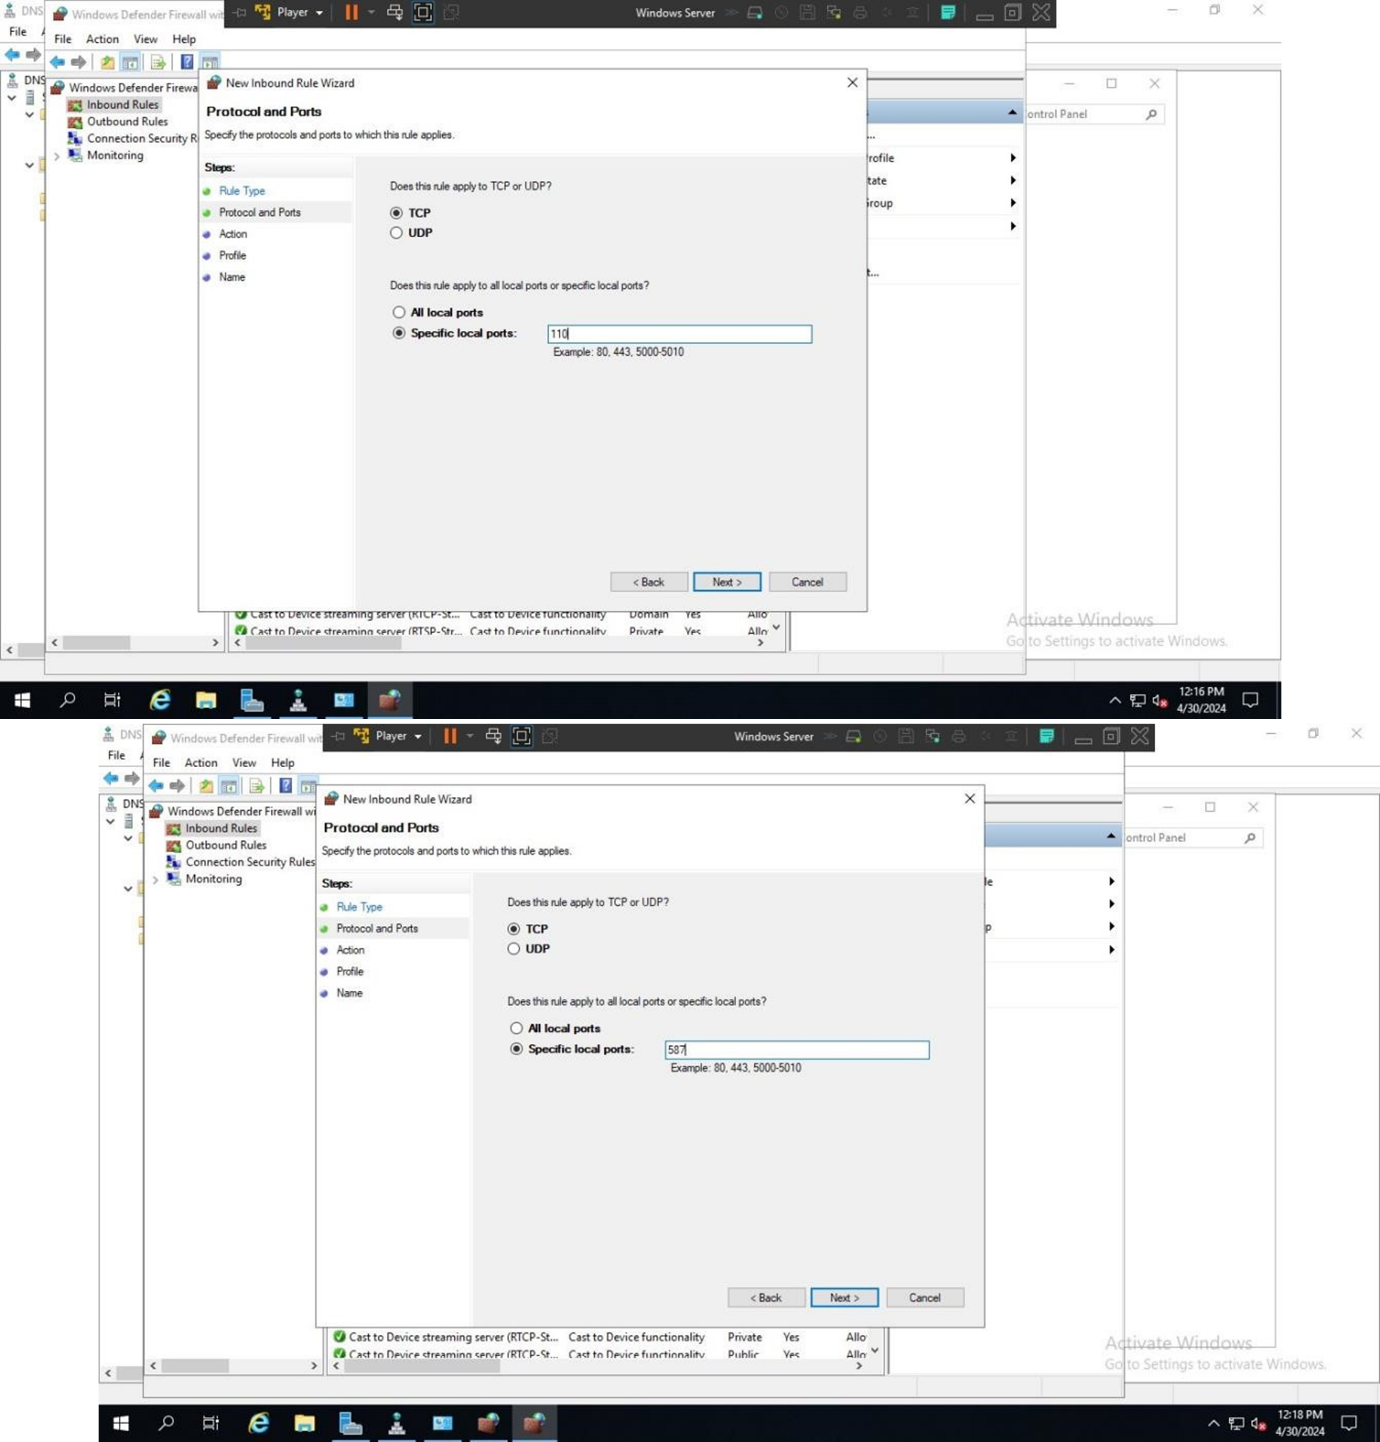 DNS
Windows Defender Firewall wit
Player
Windows Server
File
File Action View Help
DNS
Windows Defender Firewa
Inbound Rules
Outbound Rules
Connection Security R
Monitoring
New Inbound Rule Wizard
Protocol and Ports
Specify the protocols and ports to which this rule applies.
Steps:
Rule Type
Protocol and Ports
Action
Profile
Name
Does this rule apply to TCP or UDP?
TCP
UDP
Does this rule apply to all local ports or specific local ports?
All local ports
Specific local ports: 110
Example: 80, 443, 5000-5010
< Back Next > Cancel
...
rofile
tate
roup
t...
ontrol Panel
Cast to Device streaming server (RTCP-St... Cast to Device functionality Domain Yes Allo
Cast to Device streaming server (RTSP-Str... Cast to Device functionality Private Yes Allo
Activate Windows
Go to Settings to activate Windows.
12:16 PM
4/30/2024
DNS
Windows Defender Firewall wit
Player
Windows Server
File
File Action View Help
DNS
Windows Defender Firewall wi
Inbound Rules
Outbound Rules
Connection Security Rules
Monitoring
New Inbound Rule Wizard
Protocol and Ports
Specify the protocols and ports to which this rule applies.
Steps:
Rule Type
Protocol and Ports
Action
Profile
Name
Does this rule apply to TCP or UDP?
TCP
UDP
Does this rule apply to all local ports or specific local ports?
All local ports
Specific local ports: 587
Example: 80, 443, 5000-5010
< Back Next > Cancel
le
p
ontrol Panel
Cast to Device streaming server (RTCP-St... Cast to Device functionality Private Yes Allo
Cast to Device streaming server (RTCP-St... Cast to Device functionality Public Yes Allo
Activate Windows
Go to Settings to activate Windows.
12:18 PM
4/30/2024